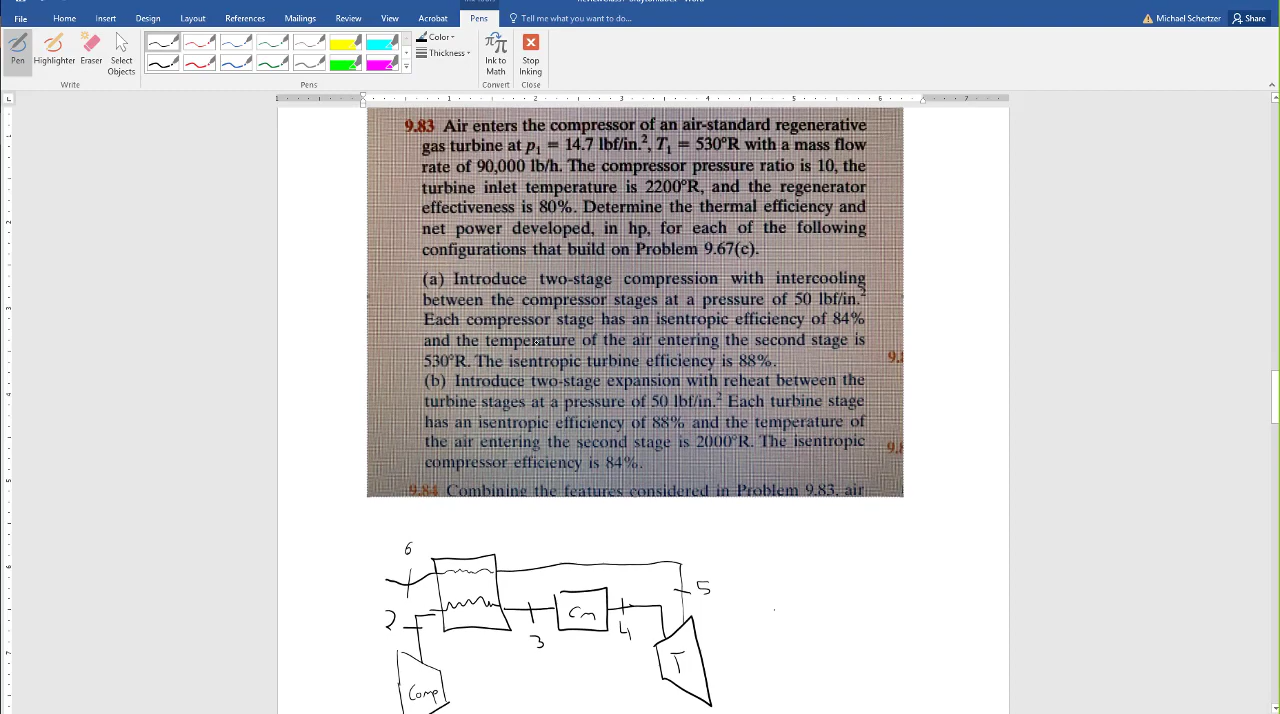 File Home Insert Design Layout References Mailings Review View Acrobat Pens Tell me what you want to do... Michael Schertzer Share
Pen Highlighter Eraser Select Objects
Color
Thickness
Ink to Math
Stop Inking
Write Pens Convert Close
1 1 2 3 4 5 6 7
9.83 Air enters the compressor of an air-standard regenerative
gas turbine at p₁ = 14.7 lbf/in.², T₁ = 530°R with a mass flow
rate of 90,000 lb/h. The compressor pressure ratio is 10, the
turbine inlet temperature is 2200°R, and the regenerator
effectiveness is 80%. Determine the thermal efficiency and
net power developed, in hp, for each of the following
configurations that build on Problem 9.67(c).
(a) Introduce two-stage compression with intercooling
between the compressor stages at a pressure of 50 lbf/in.²
Each compressor stage has an isentropic efficiency of 84%
and the temperature of the air entering the second stage is
530°R. The isentropic turbine efficiency is 88%.
(b) Introduce two-stage expansion with reheat between the
turbine stages at a pressure of 50 lbf/in.² Each turbine stage
has an isentropic efficiency of 88% and the temperature of
the air entering the second stage is 2000°R. The isentropic
compressor efficiency is 84%.
9.84 Combining the features considered in Problem 9.83, air
6
5
2
3
Cm
4
T
Comp